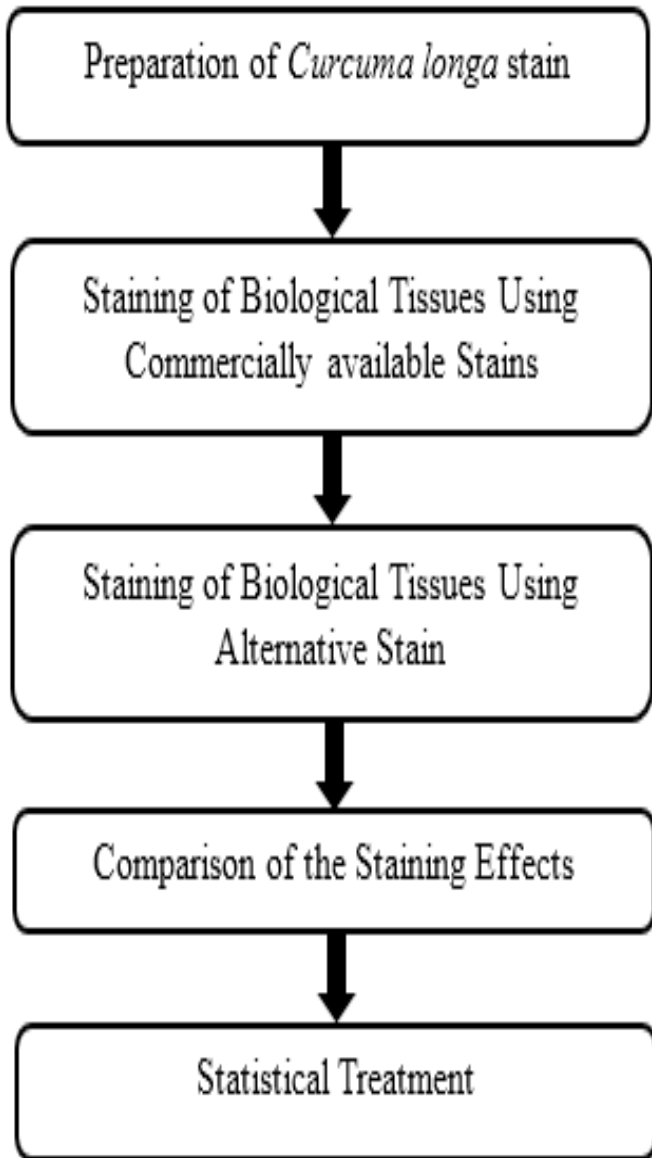 Preparation of Curcuma longa stain
Staining of Biological Tissues Using
Commercially available Stains
Staining of Biological Tissues Using
Alternative Stain
Comparison of the Staining Effects
Statistical Treatment